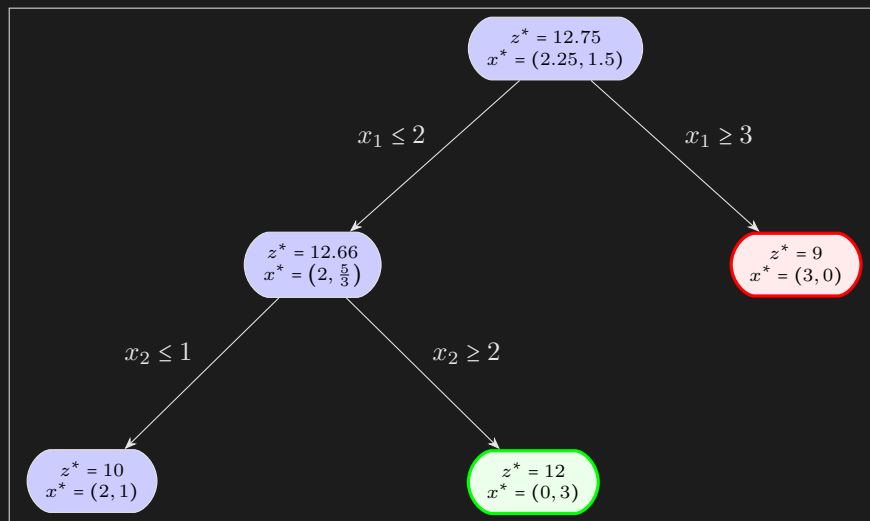 z* = 12.75
x* = (2.25, 1.5)
x₁ ≤ 2
x₁ ≥ 3
z* = 12.66
x* = (2, 5/3)
z* = 9
x* = (3, 0)
x₂ ≤ 1
x₂ ≥ 2
z* = 10
x* = (2, 1)
z* = 12
x* = (0, 3)